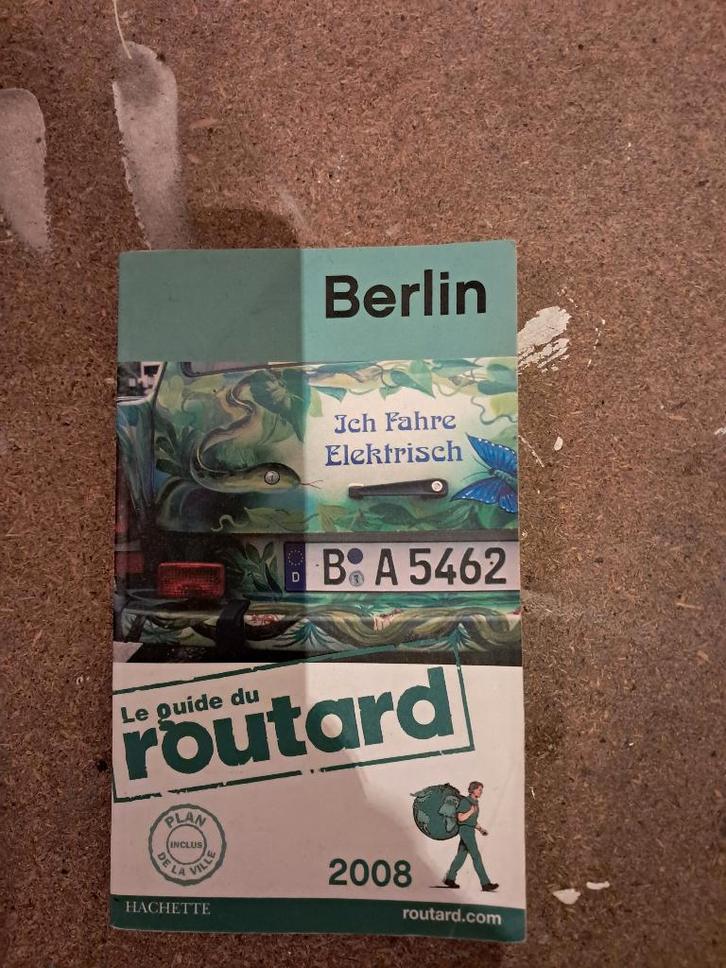 Berlin
Ich Fahre
Elektrisch
D
B A 5462
Le guide du
routard
PLAN
INCLUS
DE LA VILLE
2008
HACHETTE
routard.com